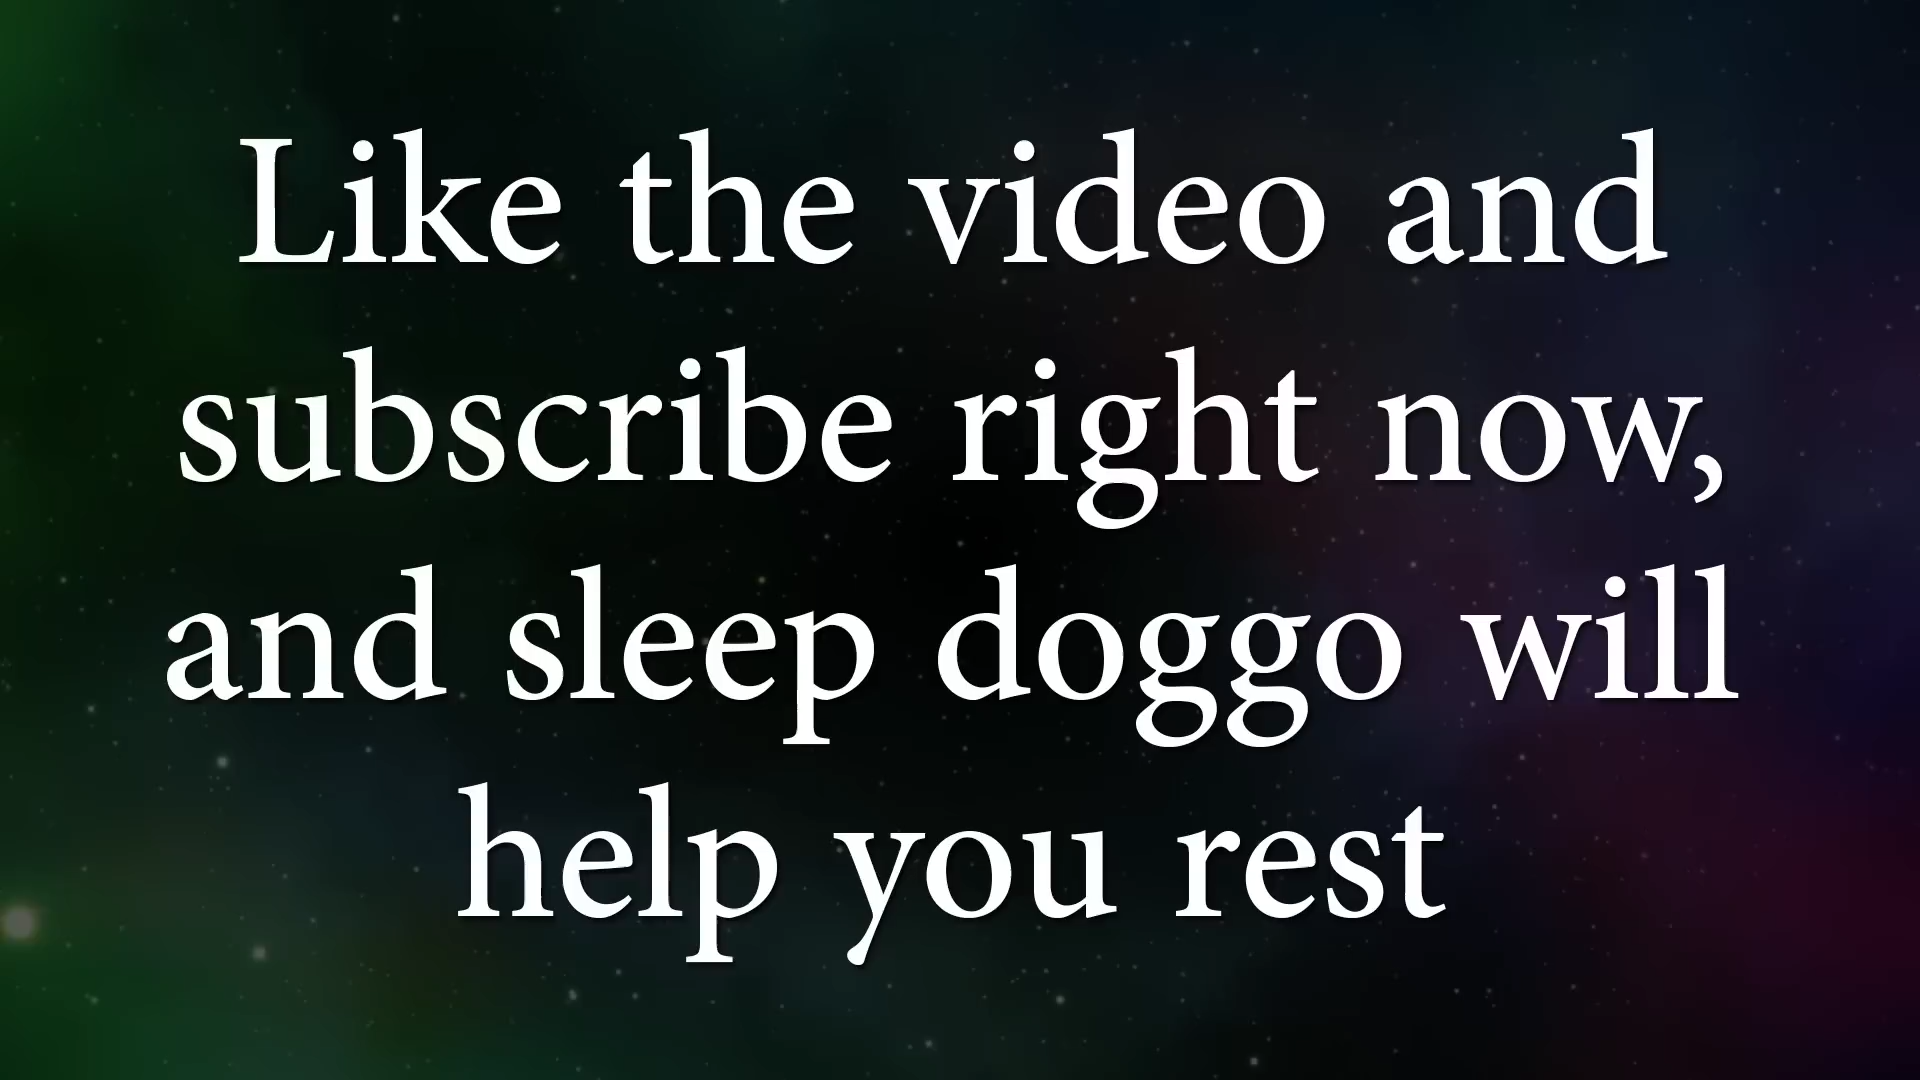 Like the video and
subscribe right now,
and sleep doggo will
help you rest